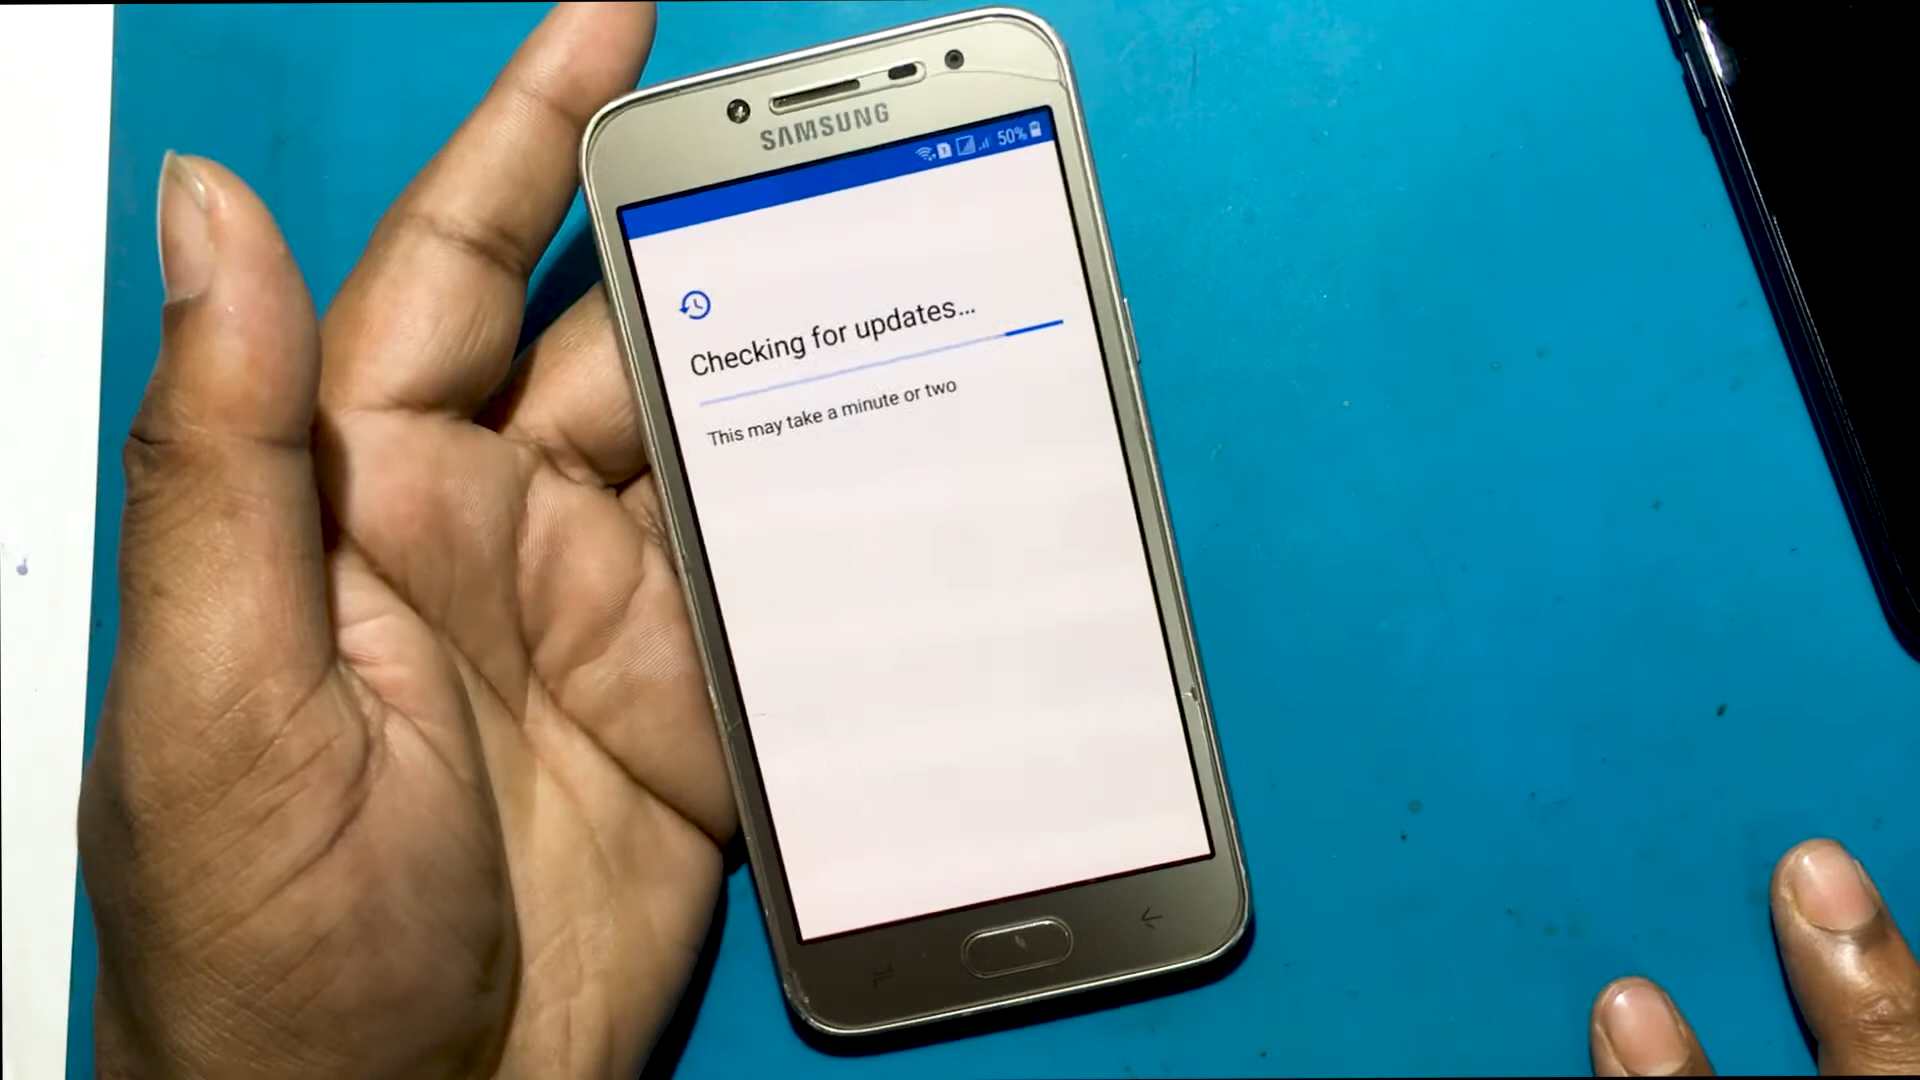 SAMSUNG
50%
Checking for updates...
This may take a minute or two